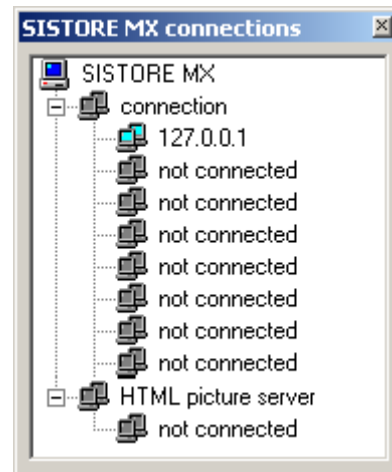 SISTORE MX connections
SISTORE MX
connection
127.0.0.1
not connected
not connected
not connected
not connected
not connected
not connected
not connected
HTML picture server
not connected